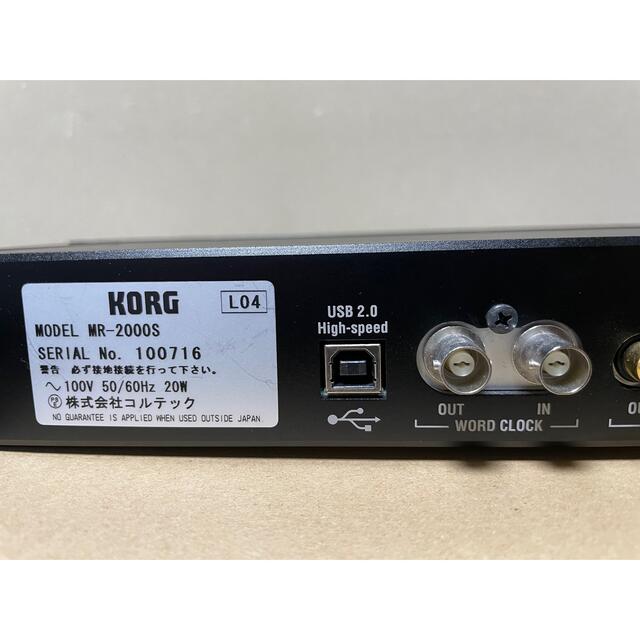 KORG
L04
MODEL MR-2000S
SERIAL No. 100716
警告 必ず接地接続を行って下さい。
～100V 50/60Hz 20W
株式会社コルテック
NO GUARANTEE IS APPLIED WHEN USED OUTSIDE JAPAN.
USB 2.0
High-speed
OUT
IN
WORD CLOCK